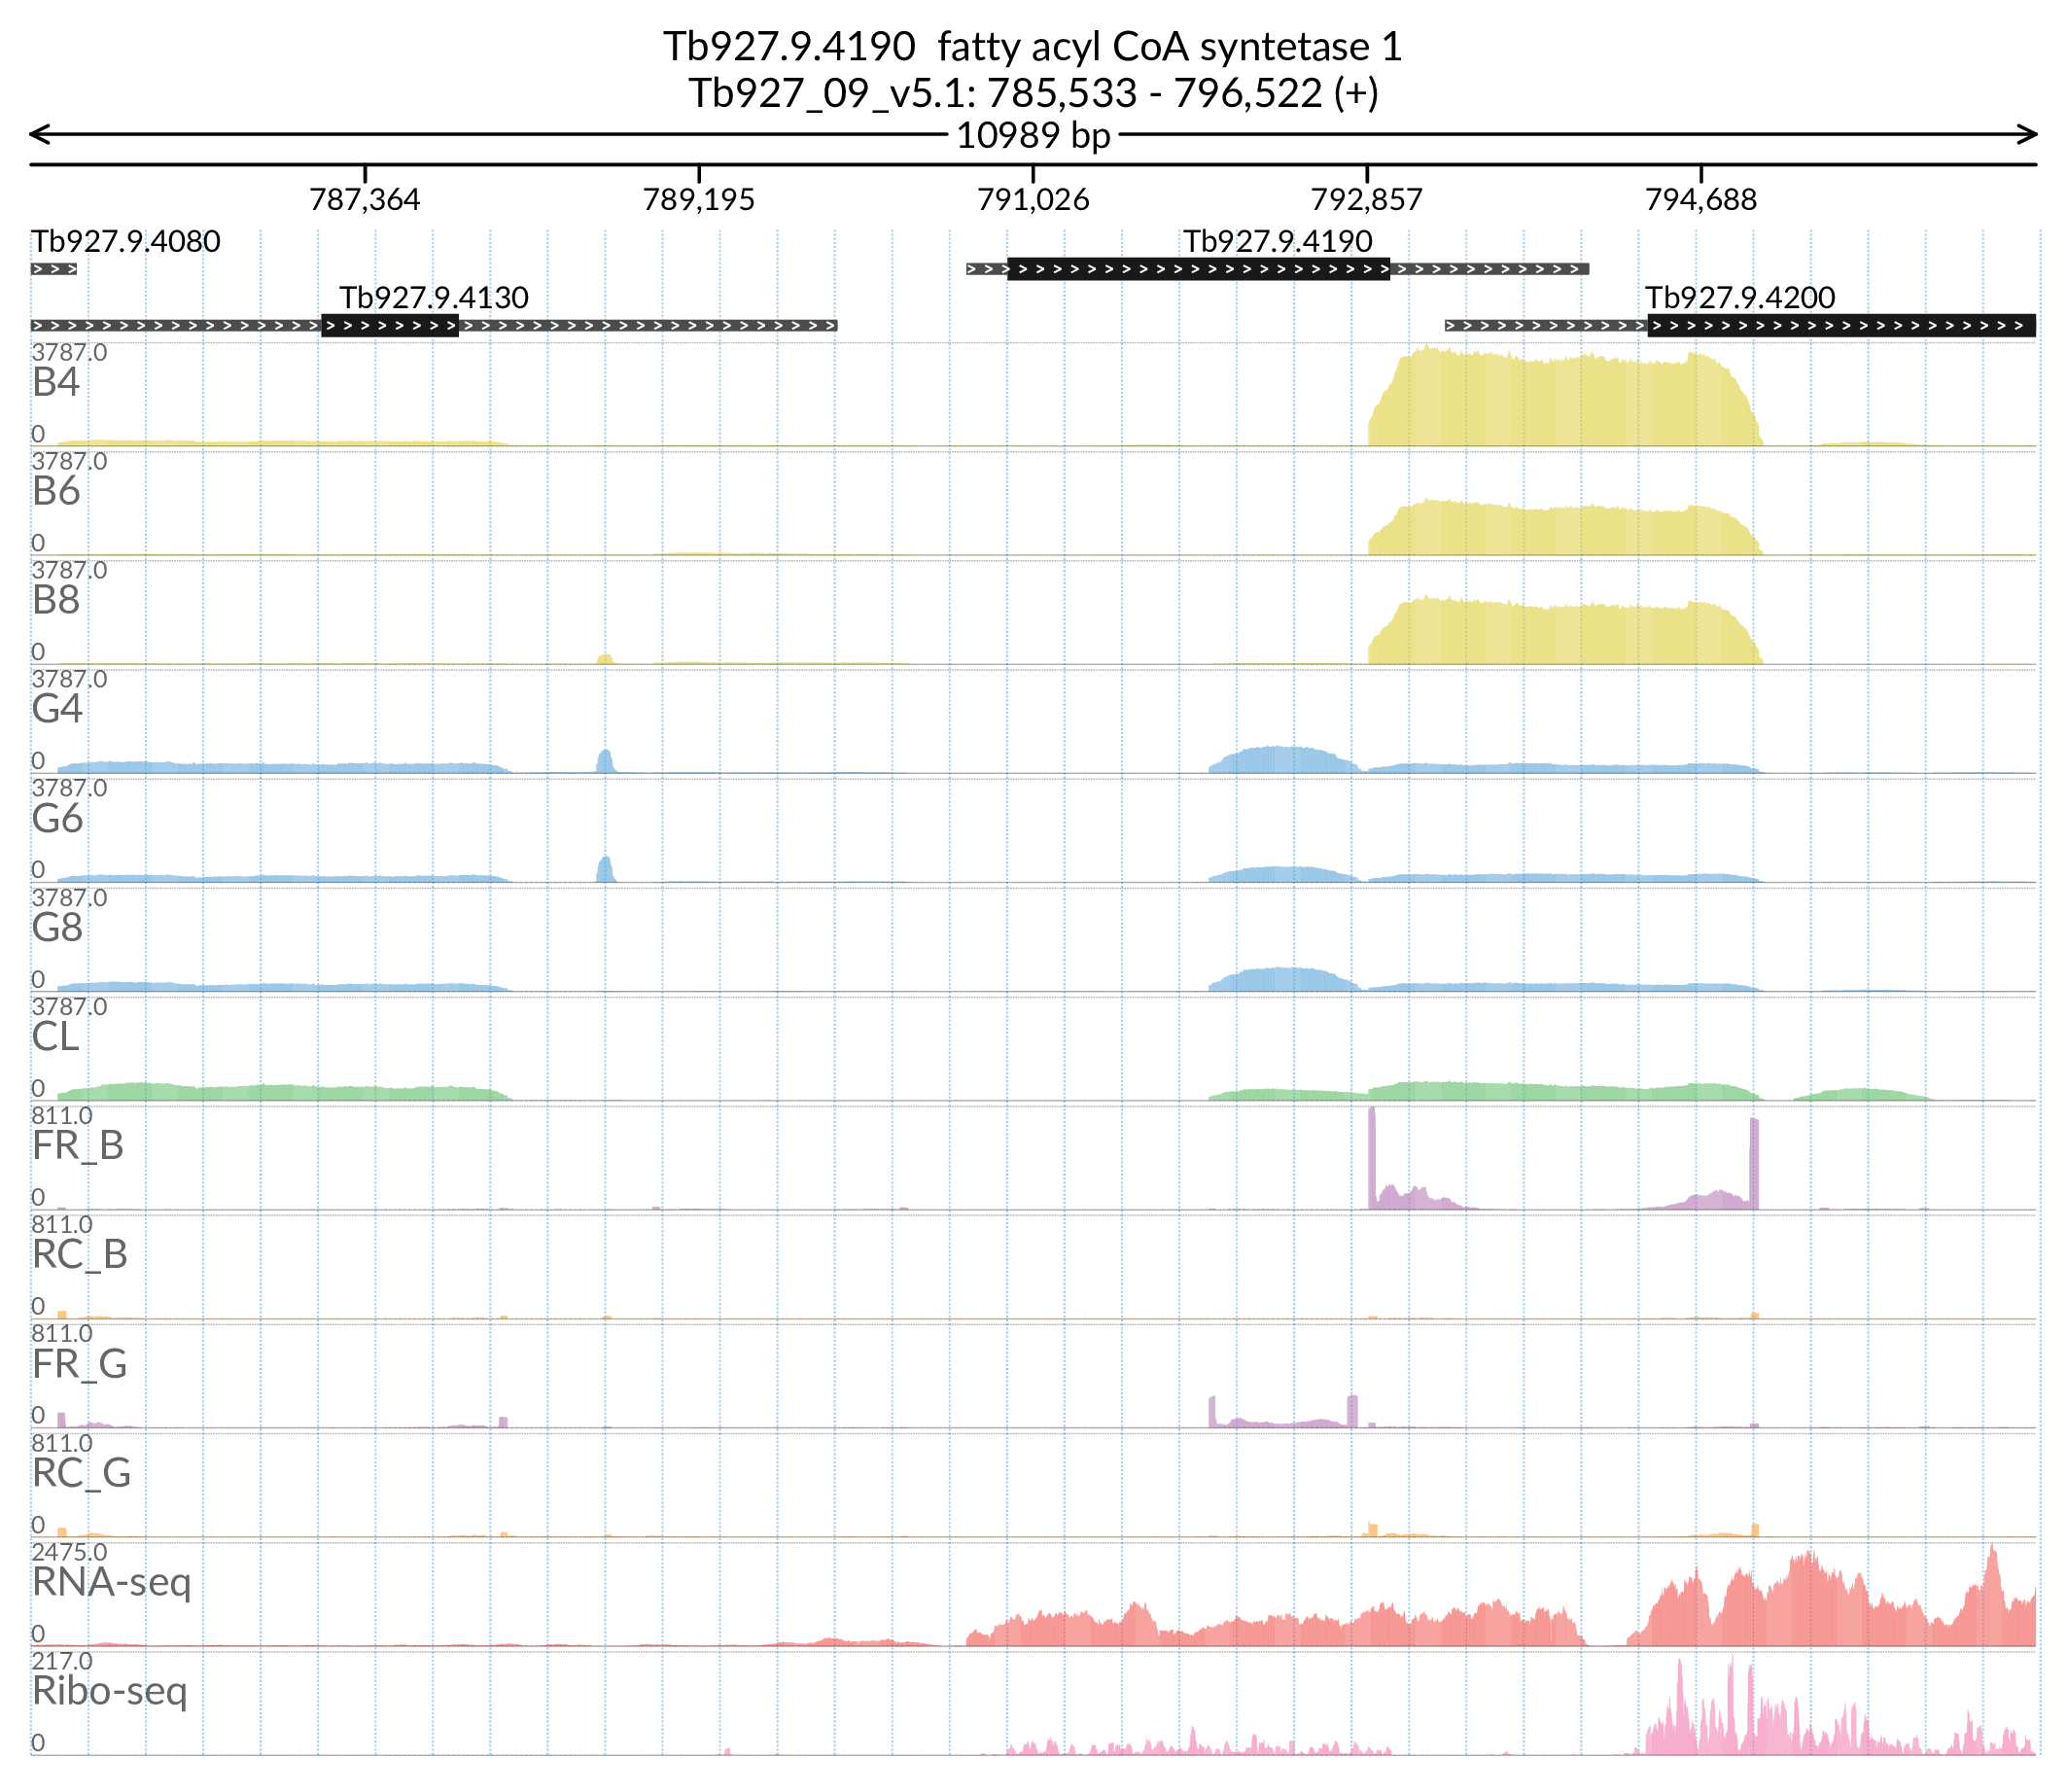 Tb927.9.4190 fatty acyl CoA syntetase 1
Tb927_09_v5.1: 785,533 - 796,522 (+)
10989 bp
787,364 789,195 791,026 792,857 794,688
Tb927.9.4080 Tb927.9.4190
Tb927.9.4130 Tb927.9.4200
3787.0
B4
0
3787.0
B6
0
3787.0
B8
0
3787.0
G4
0
3787.0
G6
0
3787.0
G8
0
3787.0
CL
0
811.0
FR_B
0
811.0
RC_B
0
811.0
FR_G
0
811.0
RC_G
0
2475.0
RNA-seq
0
217.0
Ribo-seq
0